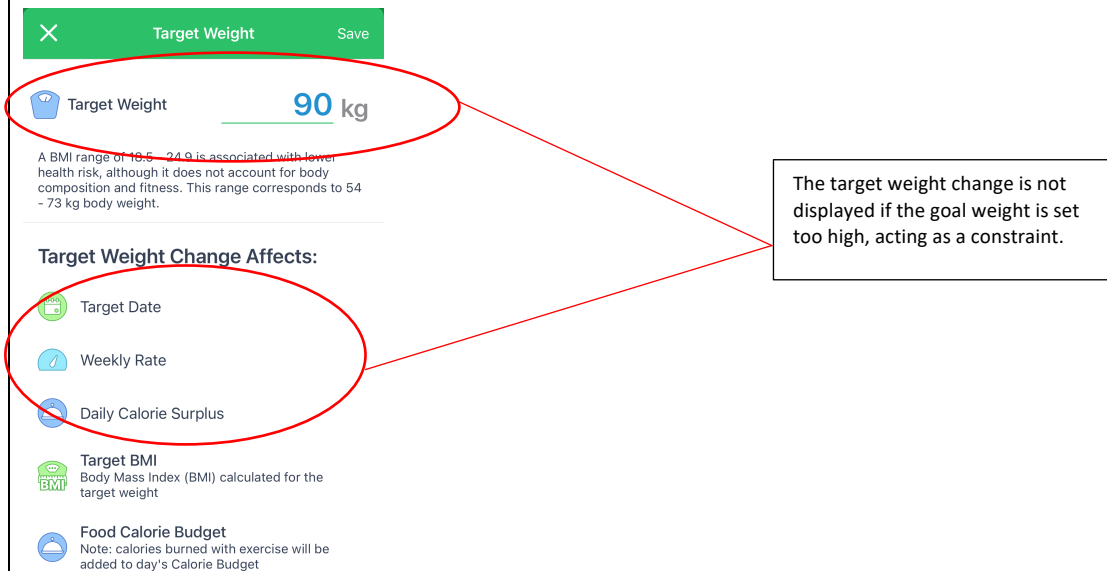 Target Weight
Save
Target Weight
90 kg
A BMI range of 18.5 - 24.9 is associated with lower
health risk, although it does not account for body
composition and fitness. This range corresponds to 54
- 73 kg body weight.
The target weight change is not
displayed if the goal weight is set
too high, acting as a constraint.
Target Weight Change Affects:
Target Date
Weekly Rate
Daily Calorie Surplus
Target BMI
BMI
Body Mass Index (BMI) calculated for the
target weight
Food Calorie Budget
Note: calories burned with exercise will be
added to day's Calorie Budget